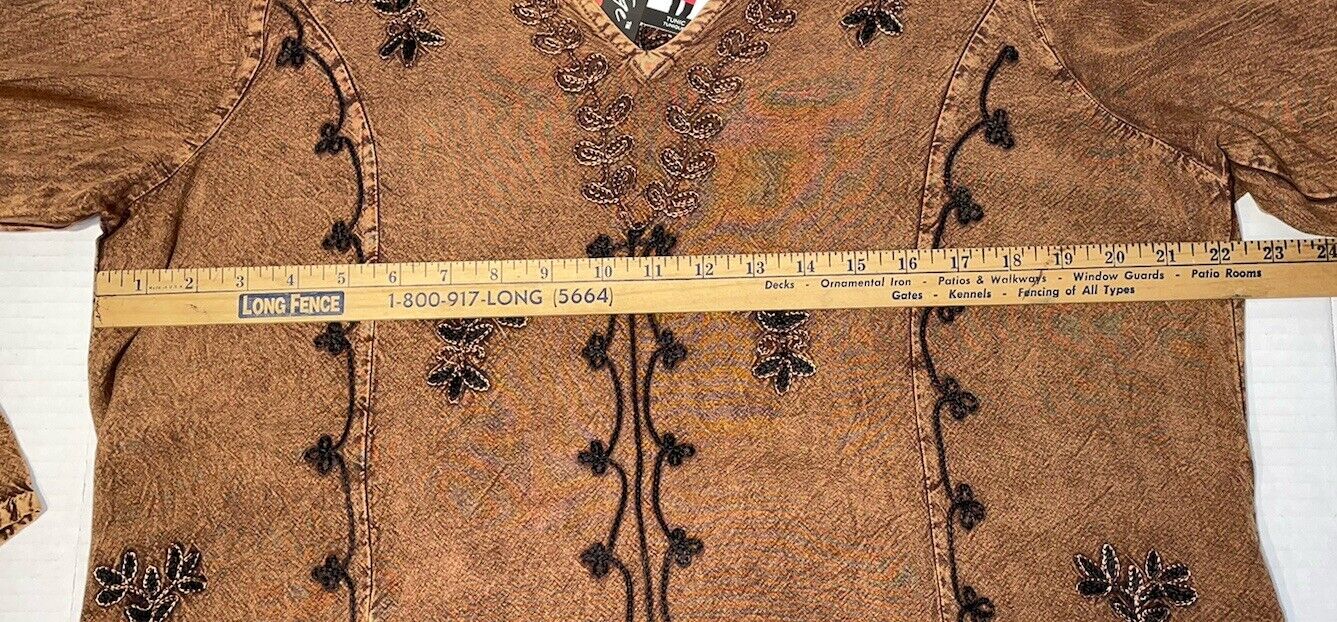 TUNIC
1 2 3 4 5 6 7 8 9 10 11 12 13 14 15 16 17 18 19 20 21 22 23 24
LONG FENCE 1-800-917-LONG (5664)
Decks - Ornamental Iron - Patios & Walkways - Window Guards - Patio Rooms
Gates - Kennels - Fencing of All Types